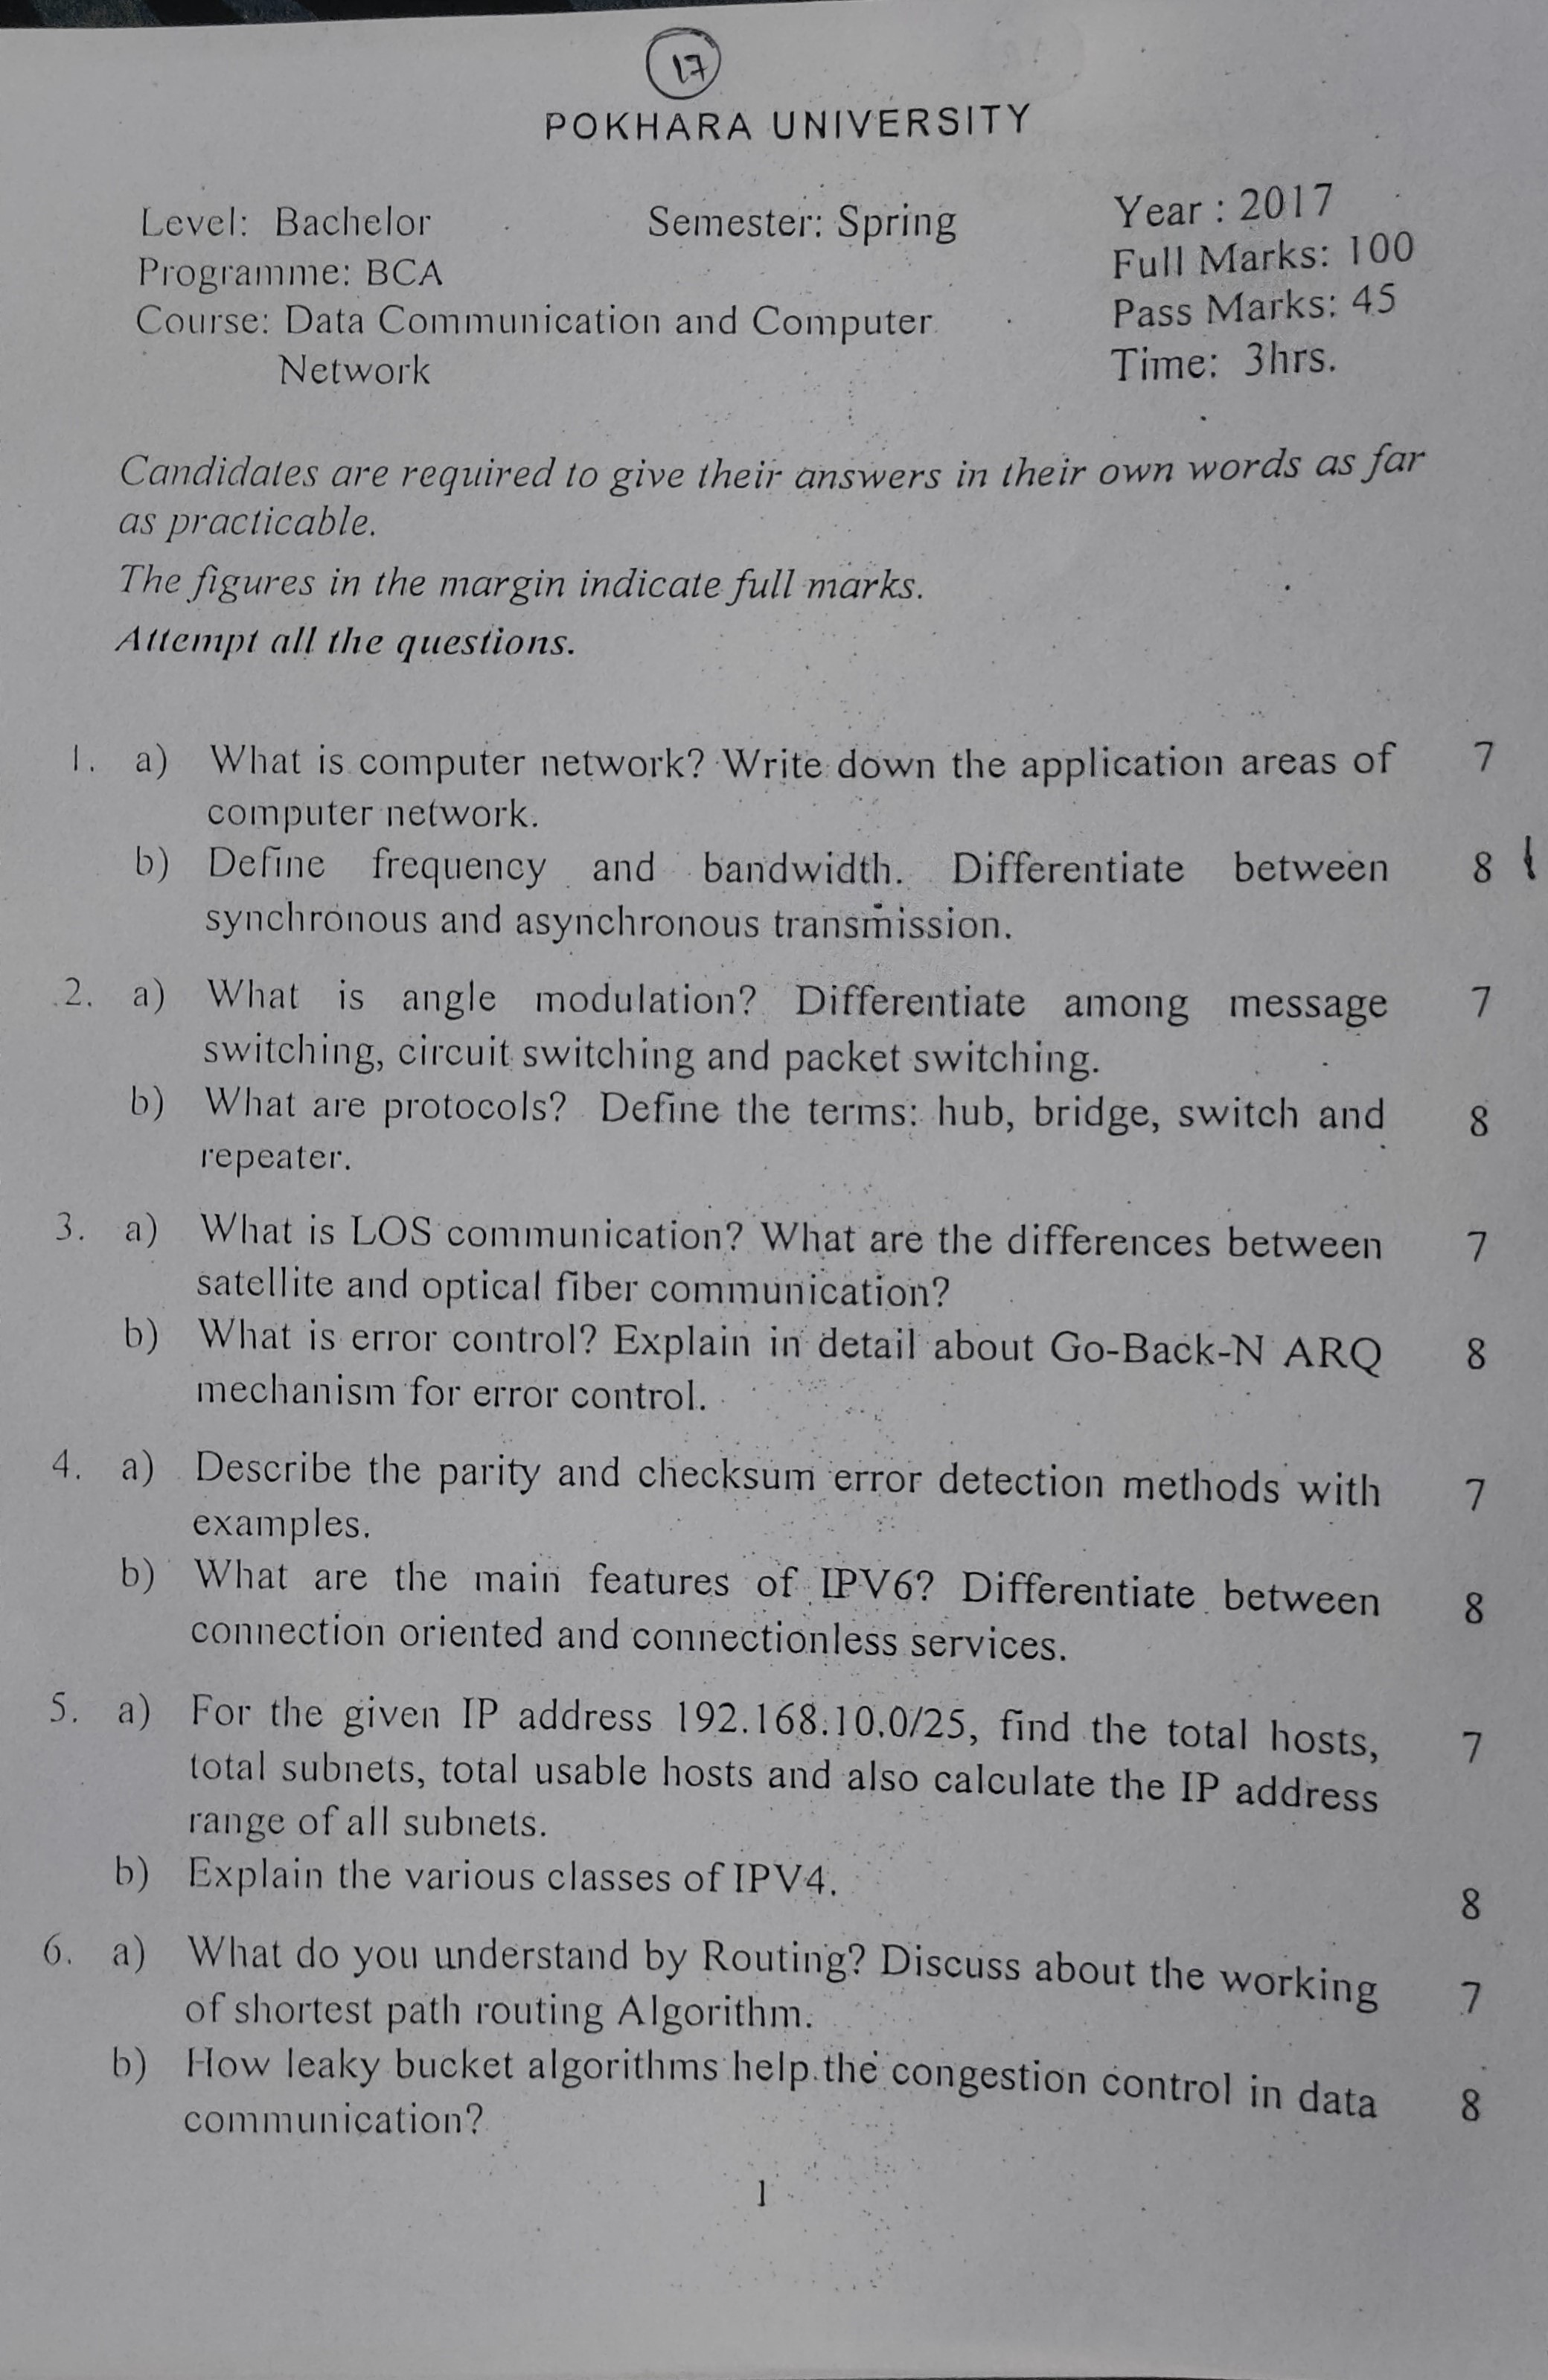 17
POKHARA UNIVERSITY
Level: Bachelor Semester: Spring Year : 2017
Programme: BCA Full Marks: 100
Course: Data Communication and Computer Pass Marks: 45
Network Time: 3hrs.
Candidates are required to give their answers in their own words as far
as practicable.
The figures in the margin indicate full marks.
Attempt all the questions.
1. a) What is computer network? Write down the application areas of 7
computer network.
b) Define frequency and bandwidth. Differentiate between 8
synchronous and asynchronous transmission.
2. a) What is angle modulation? Differentiate among message 7
switching, circuit switching and packet switching.
b) What are protocols? Define the terms: hub, bridge, switch and 8
repeater.
3. a) What is LOS communication? What are the differences between 7
satellite and optical fiber communication?
b) What is error control? Explain in detail about Go-Back-N ARQ 8
mechanism for error control.
4. a) Describe the parity and checksum error detection methods with 7
examples.
b) What are the main features of IPV6? Differentiate between 8
connection oriented and connectionless services.
5. a) For the given IP address 192.168.10.0/25, find the total hosts, 7
total subnets, total usable hosts and also calculate the IP address
range of all subnets.
b) Explain the various classes of IPV4. 8
6. a) What do you understand by Routing? Discuss about the working 7
of shortest path routing Algorithm.
b) How leaky bucket algorithms help the congestion control in data 8
communication?
1